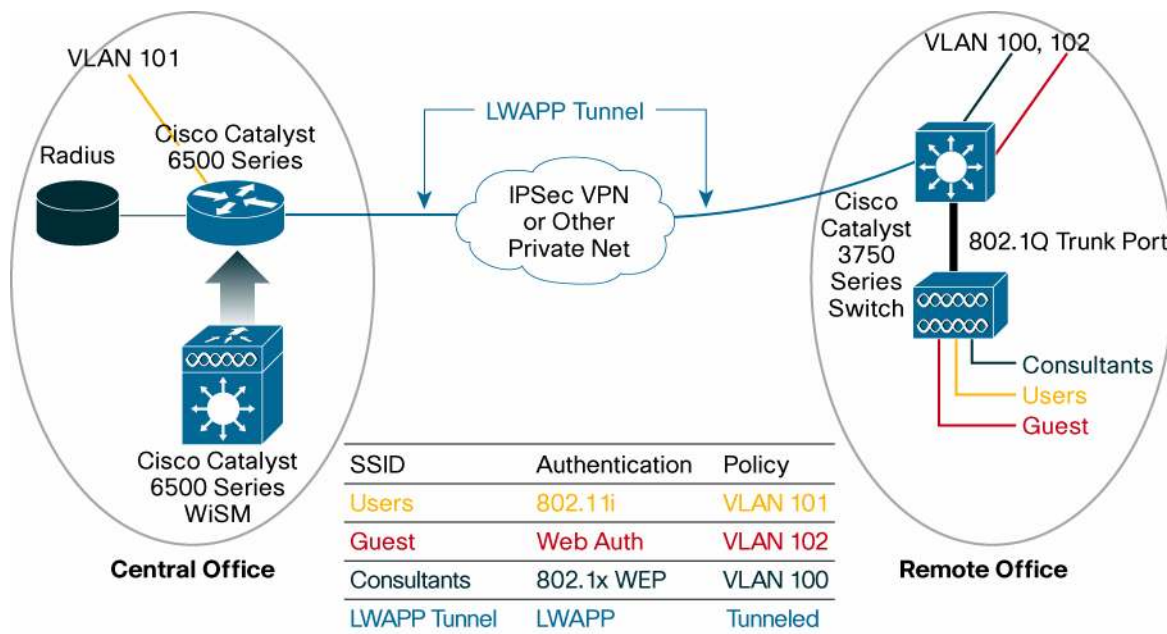 VLAN 101
Cisco Catalyst
6500 Series
Radius
Cisco Catalyst
6500 Series
WiSM
Central Office
LWAPP Tunnel
IPSec VPN
or Other
Private Net
VLAN 100, 102
Cisco
Catalyst
3750
Series
Switch
802.1Q Trunk Port
Consultants
Users
Guest
Remote Office
SSID Authentication Policy
Users 802.11i VLAN 101
Guest Web Auth VLAN 102
Consultants 802.1x WEP VLAN 100
LWAPP Tunnel LWAPP Tunneled